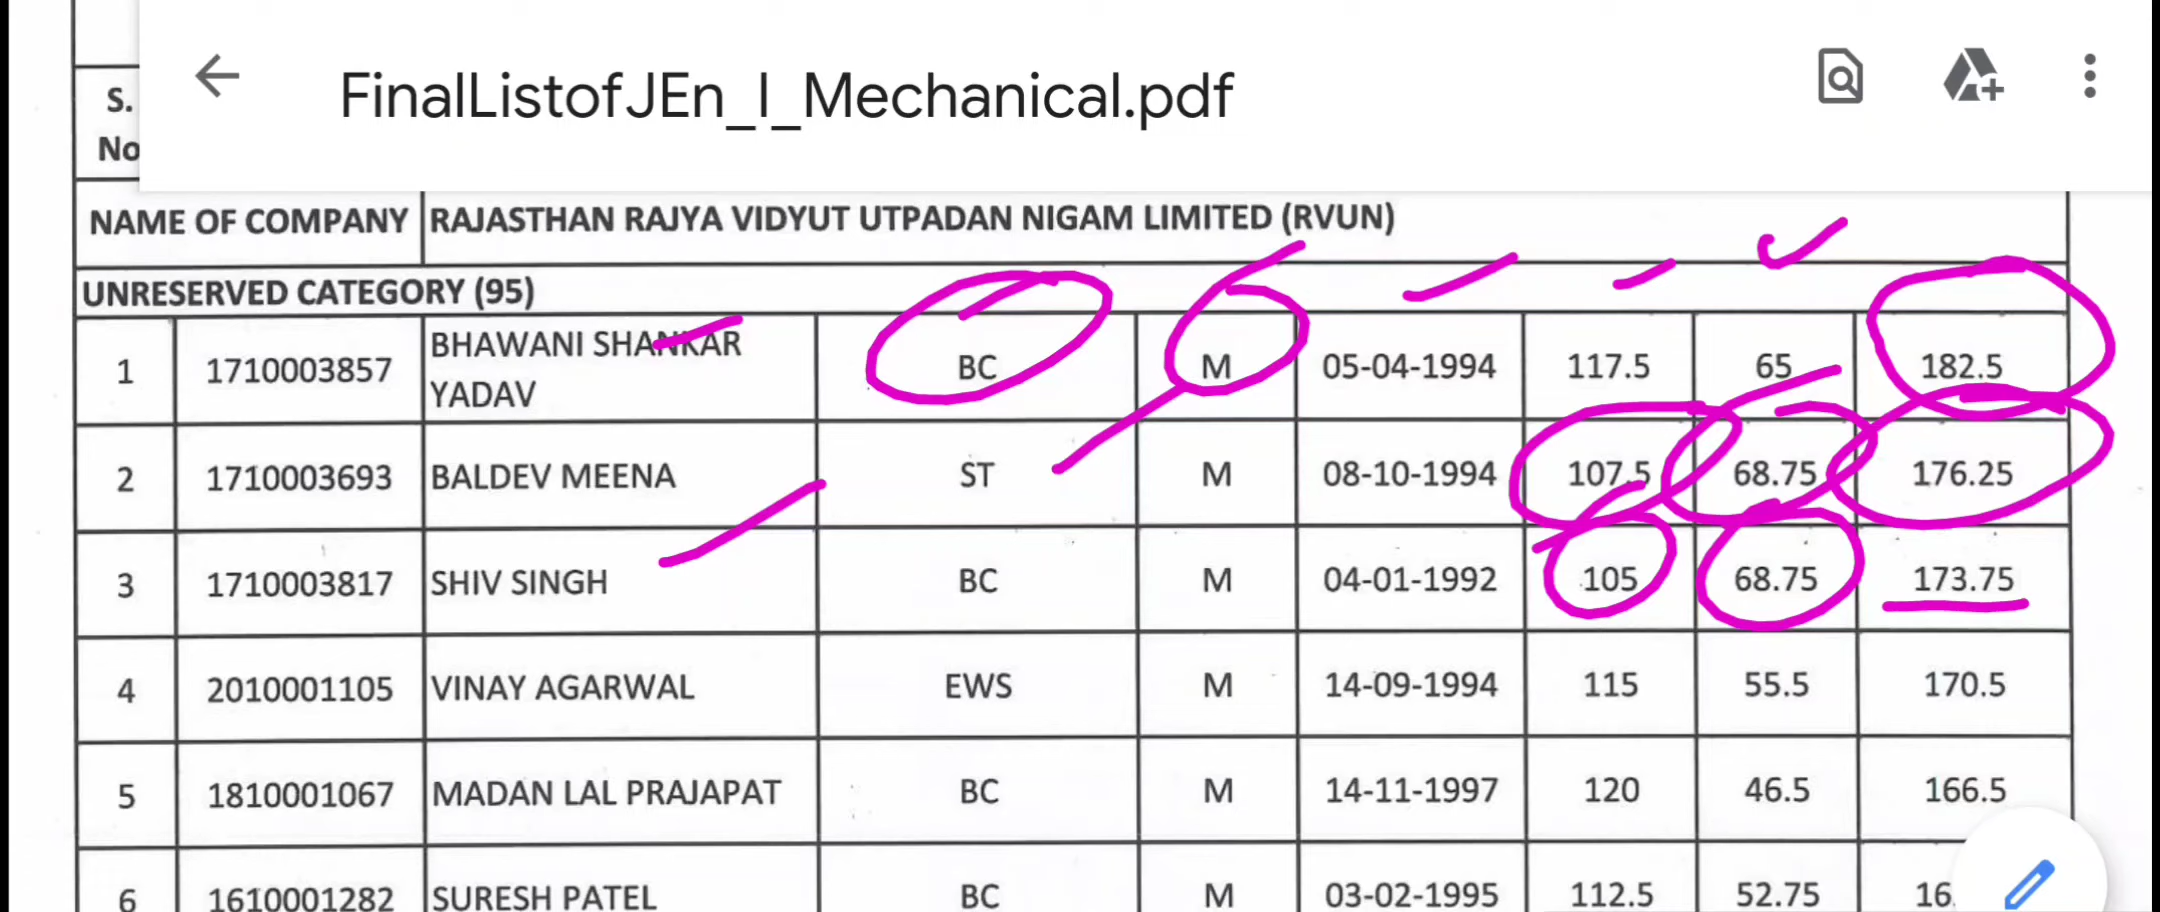 FinalListofJEn_I_Mechanical.pdf
S.
No
NAME OF COMPANY RAJASTHAN RAJYA VIDYUT UTPADAN NIGAM LIMITED (RVUN)
UNRESERVED CATEGORY (95)
1 1710003857 BHAWANI SHANKAR YADAV BC M 05-04-1994 117.5 65 182.5
2 1710003693 BALDEV MEENA ST M 08-10-1994 107.5 68.75 176.25
3 1710003817 SHIV SINGH BC M 04-01-1992 105 68.75 173.75
4 2010001105 VINAY AGARWAL EWS M 14-09-1994 115 55.5 170.5
5 1810001067 MADAN LAL PRAJAPAT BC M 14-11-1997 120 46.5 166.5
6 1610001282 SURESH PATEL BC M 03-02-1995 112.5 52.75